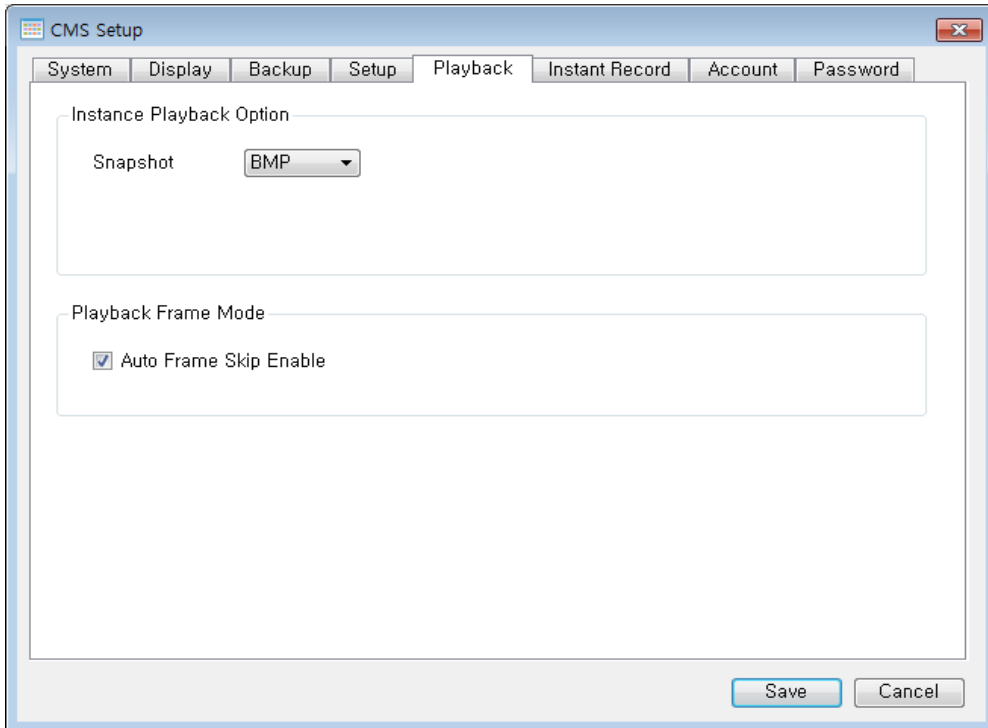 CMS Setup
System Display Backup Setup Playback Instant Record Account Password
Instance Playback Option
Snapshot BMP
Playback Frame Mode
Auto Frame Skip Enable
Save Cancel